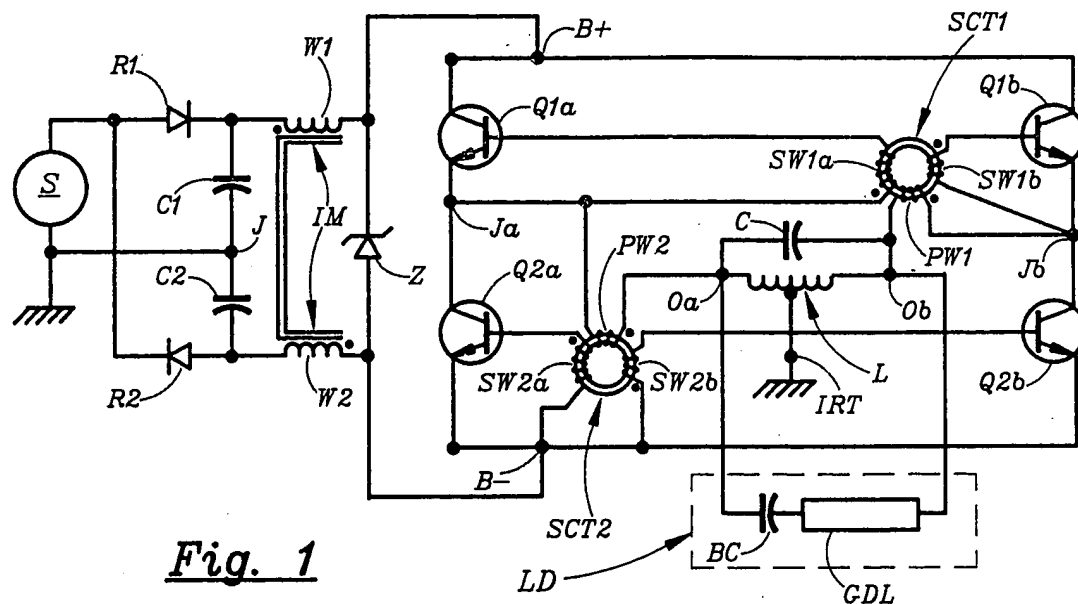 SCT1
B+
W1
R1
Q1a
Q1b
SW1a
SW1b
S
C1
IM
J
C
PW1
Ja
PW2
Jb
Z
C2
Q2a
Oa
Ob
SW2a
SW2b
L
R2
W2
IRT
Q2b
B-
SCT2
BC
LD
GDL
Fig. 1